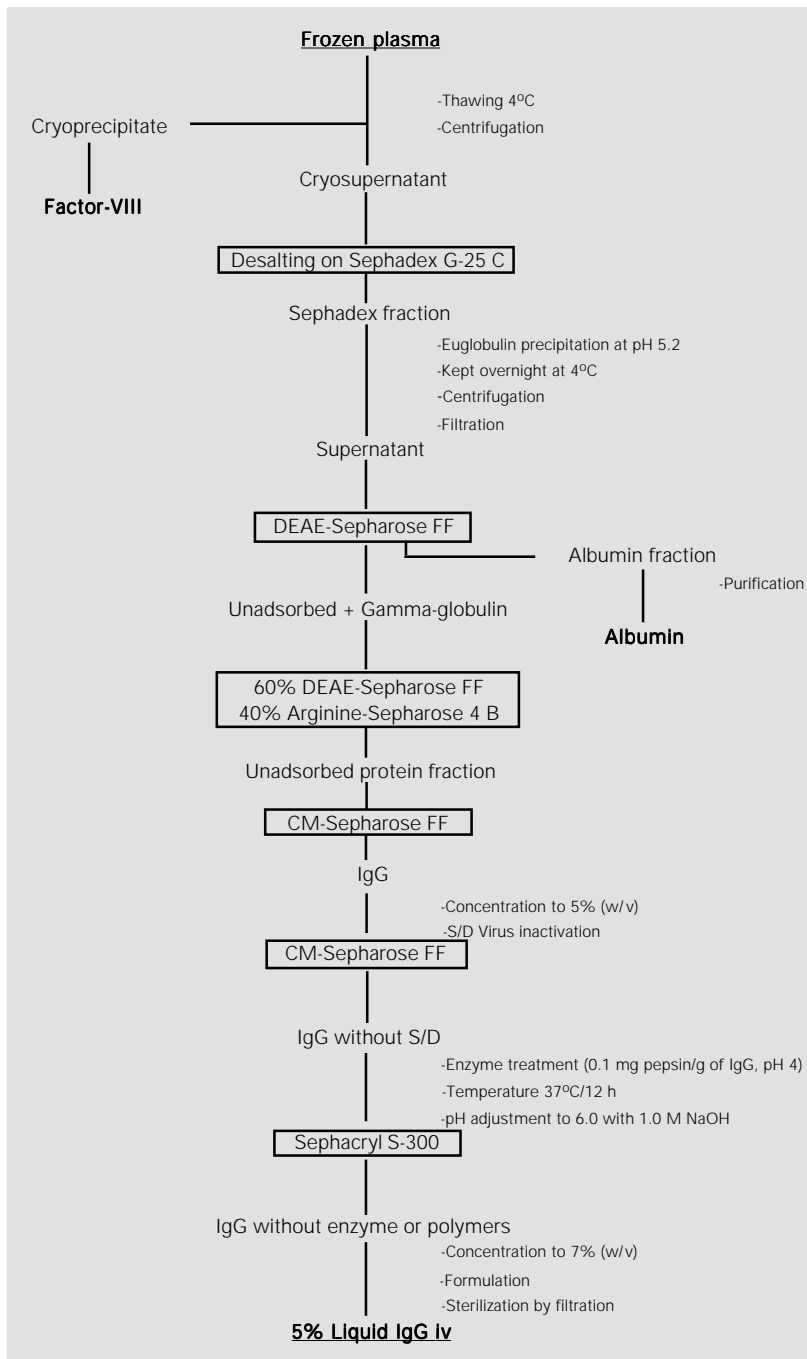 Frozen plasma
-Thawing 4ºC
-Centrifugation
Cryoprecipitate
Cryosupernatant
Factor-VIII
Desalting on Sephadex G-25 C
Sephadex fraction
-Euglobulin precipitation at pH 5.2
-Kept overnight at 4ºC
-Centrifugation
-Filtration
Supernatant
DEAE-Sepharose FF
Albumin fraction
-Purification
Albumin
Unadsorbed + Gamma-globulin
60% DEAE-Sepharose FF
40% Arginine-Sepharose 4 B
Unadsorbed protein fraction
CM-Sepharose FF
IgG
-Concentration to 5% (w/v)
-S/D Virus inactivation
CM-Sepharose FF
IgG without S/D
-Enzyme treatment (0.1 mg pepsin/g of IgG, pH 4)
-Temperature 37ºC/12 h
-pH adjustment to 6.0 with 1.0 M NaOH
Sephacryl S-300
IgG without enzyme or polymers
-Concentration to 7% (w/v)
-Formulation
-Sterilization by filtration
5% Liquid IgG iv